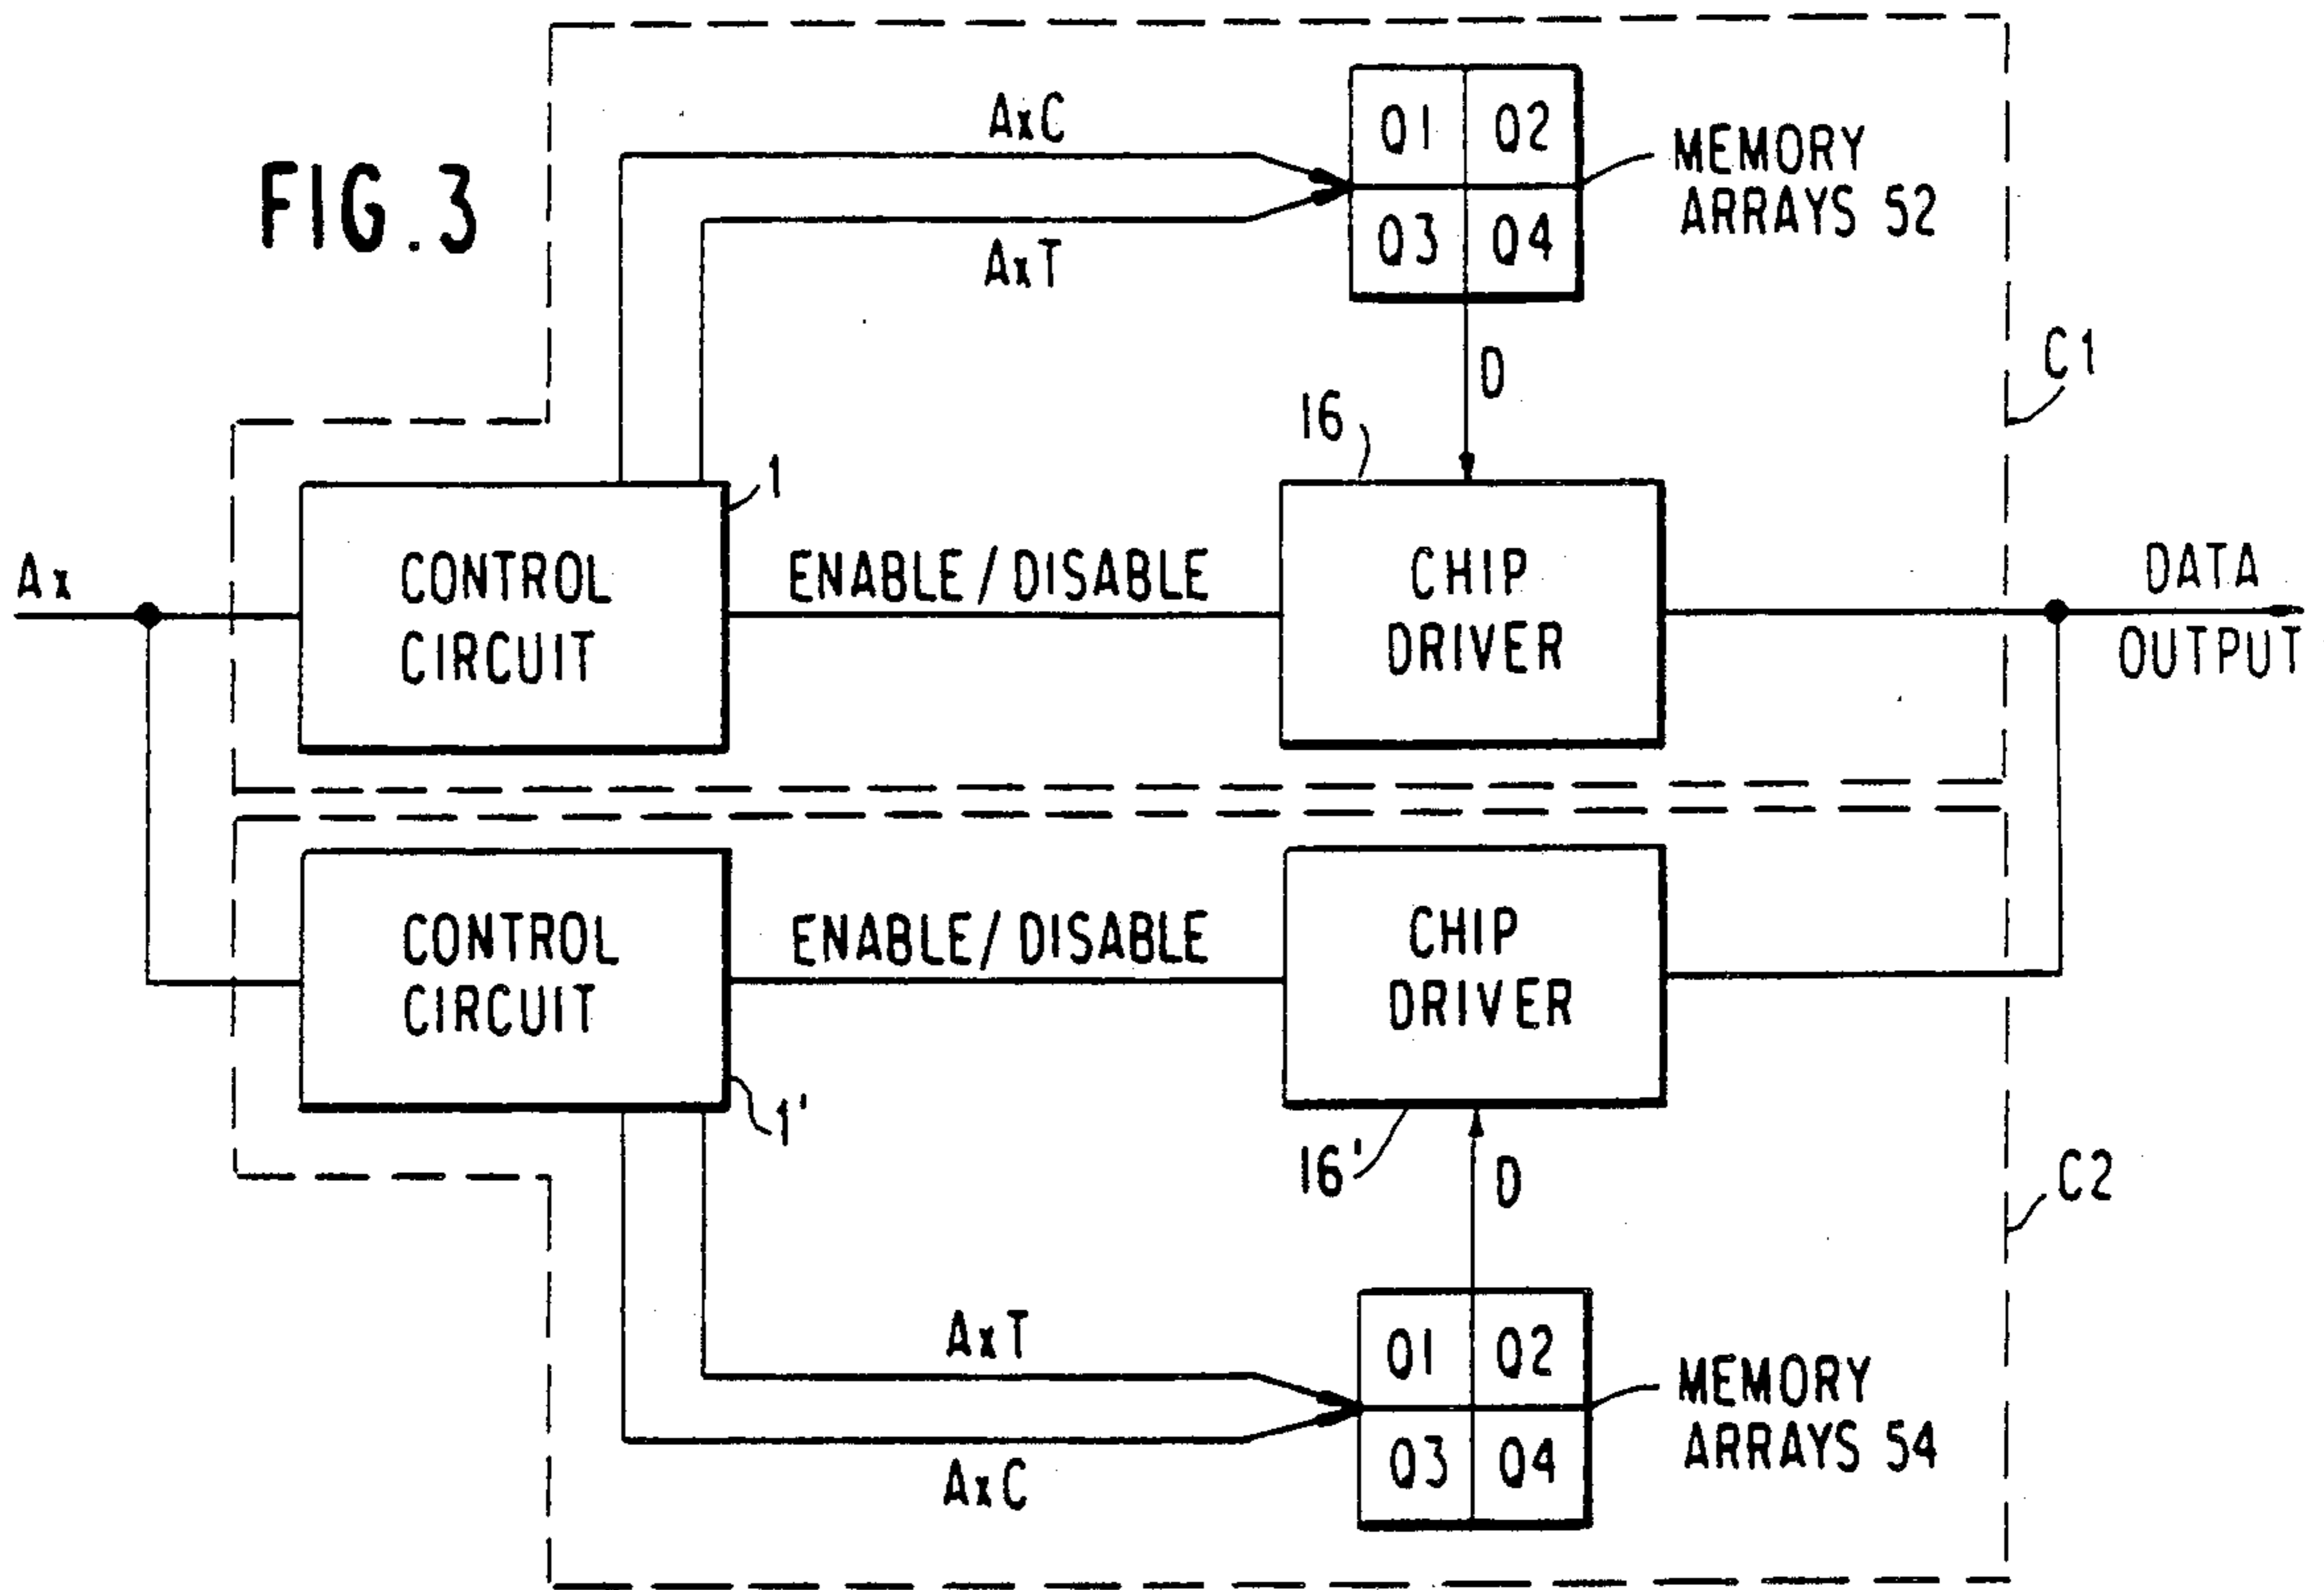 FIG.3
AxC
AxT
Q1 Q2
Q3 Q4
MEMORY
ARRAYS 52
D
C1
16
1
Ax
CONTROL
CIRCUIT
ENABLE/DISABLE
CHIP
DRIVER
DATA
OUTPUT
CONTROL
CIRCUIT
ENABLE/DISABLE
CHIP
DRIVER
1'
16'
D
C2
AxT
AxC
Q1 Q2
Q3 Q4
MEMORY
ARRAYS 54